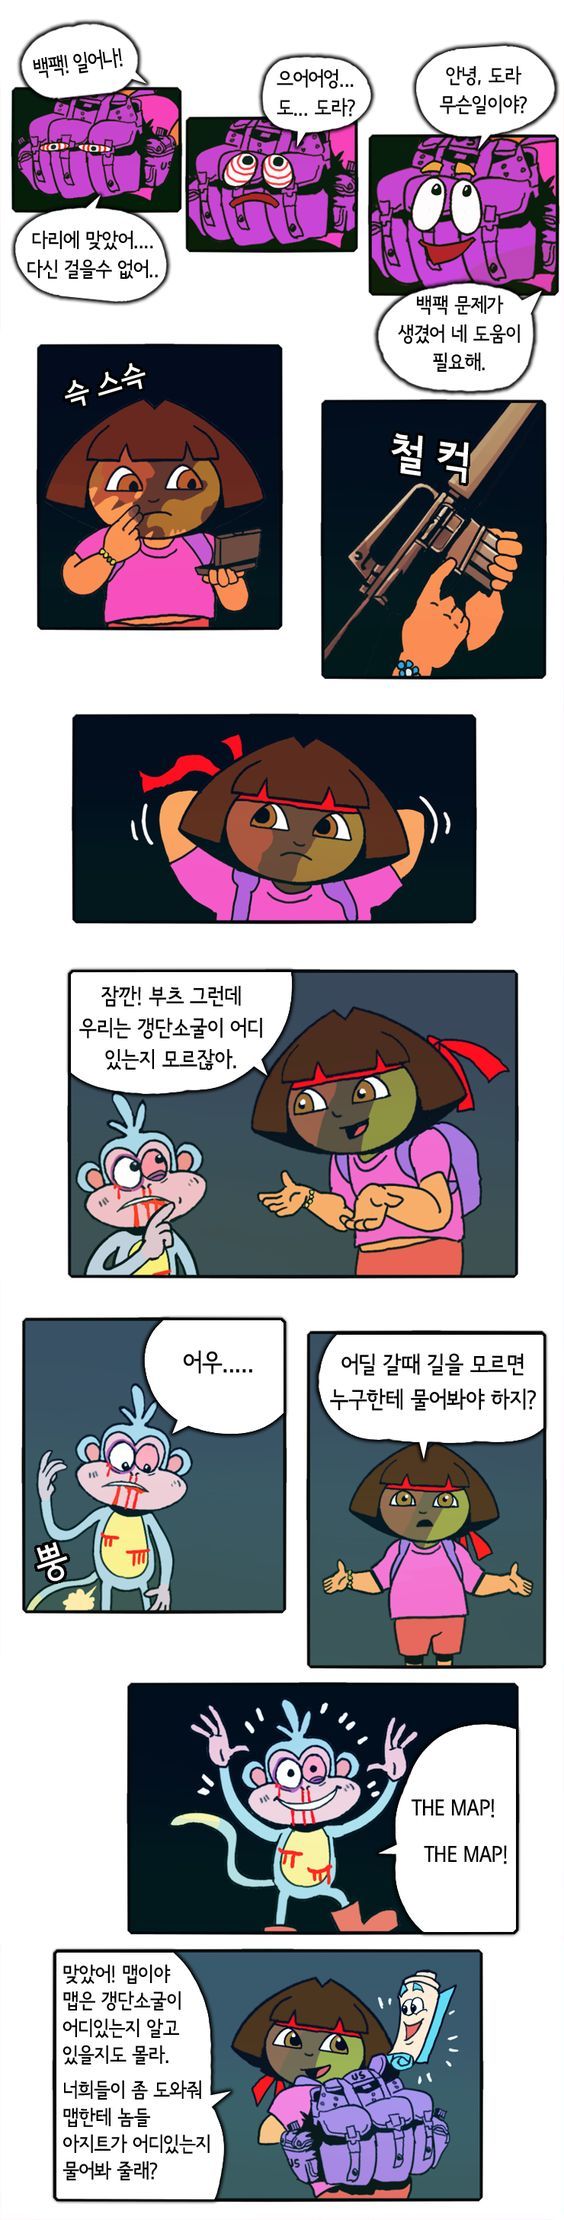 백팩! 일어나!
다리에 맞았어....
다신 걸을수 없어..
으어어엉...
도... 도라?
안녕, 도라
무슨일이야?
백팩 문제가
생겼어 네 도움이
필요해.
슥 스슥
철컥
잠깐! 부츠 그런데
우리는 갱단소굴이 어디
있는지 모르잖아.
어우.....
뿡
어딜 갈때 길을 모르면
누구한테 물어봐야 하지?
THE MAP!
THE MAP!
맞았어! 맵이야
맵은 갱단소굴이
어디있는지 알고
있을지도 몰라.
너희들이 좀 도와줘
맵한테 놈들
아지트가 어디있는지
물어봐 줄래?
US
US